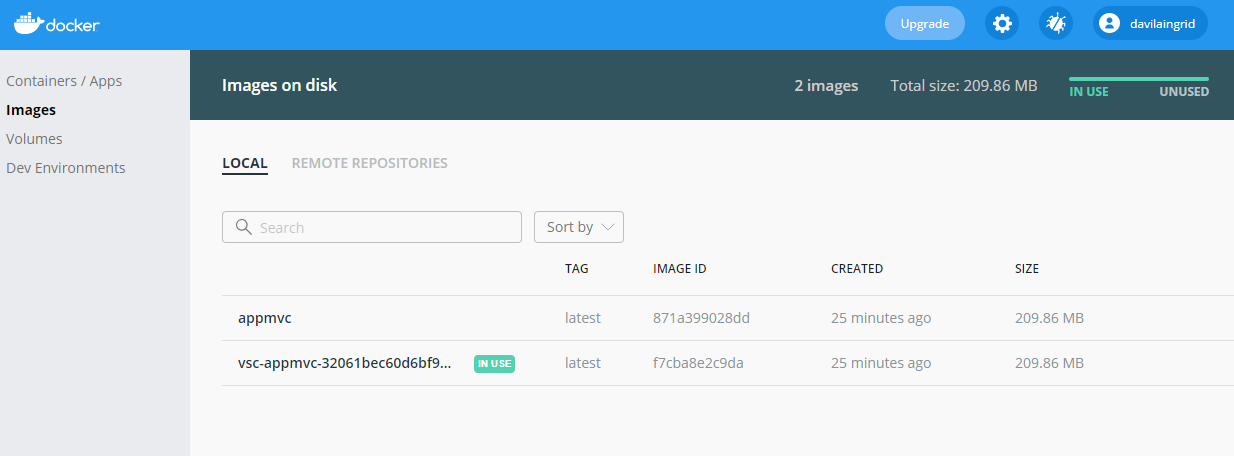 docker
Upgrade
davilaingrid
Containers / Apps
Images
Volumes
Dev Environments
Images on disk
2 images
Total size: 209.86 MB
IN USE
UNUSED
LOCAL
REMOTE REPOSITORIES
Search
Sort by
TAG IMAGE ID CREATED SIZE
appmvc latest 871a399028dd 25 minutes ago 209.86 MB
vsc-appmvc-32061bec60d6bf9... IN USE latest f7cba8e2c9da 25 minutes ago 209.86 MB